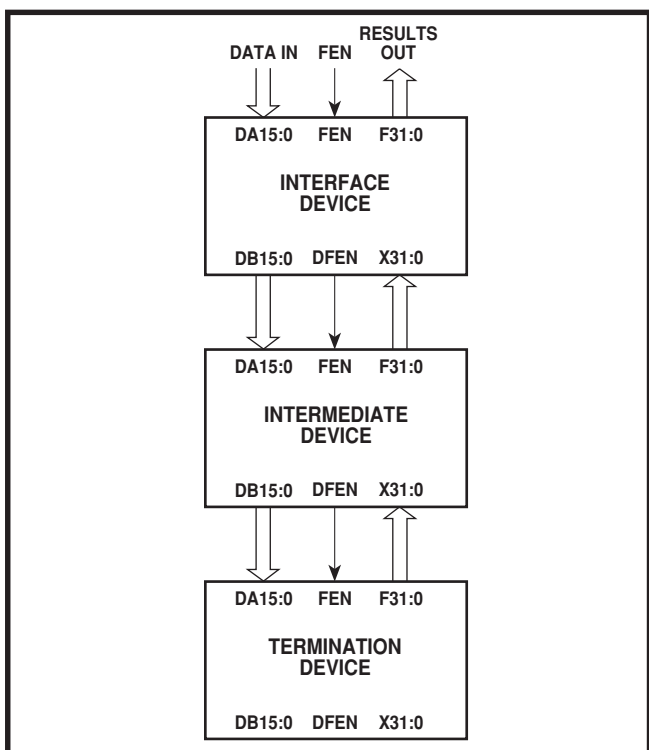 RESULTS
DATA IN FEN OUT
DA15:0 FEN F31:0
INTERFACE
DEVICE
DB15:0 DFEN X31:0
DA15:0 FEN F31:0
INTERMEDIATE
DEVICE
DB15:0 DFEN X31:0
DA15:0 FEN F31:0
TERMINATION
DEVICE
DB15:0 DFEN X31:0